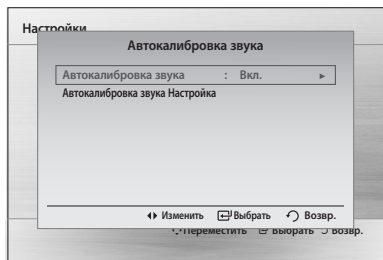 Настройки
Автокалибровка звука
Автокалибровка звука : Вкл. ►
Автокалибровка звука Настройка
Изменить Выбрать Возвр.
Переместить Выбрать Возвр.